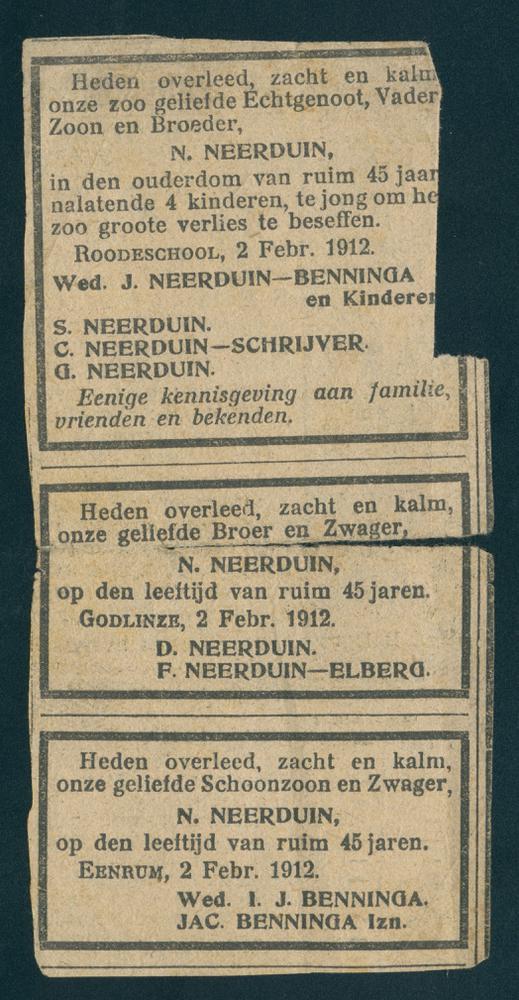 Heden overleed, zacht en kalm
onze zoo geliefde Echtgenoot, Vader
Zoon en Broeder,
N. NEERDUIN,
in den ouderdom van ruim 45 jaar
nalatende 4 kinderen, te jong om he
zoo groote verlies te beseffen.
ROODESCHOOL, 2 Febr. 1912.
Wed. J. NEERDUIN—BENNINGA
en Kinderen
S. NEERDUIN.
C. NEERDUIN—SCHRIJVER.
G. NEERDUIN.
Eenige kennisgeving aan familie,
vrienden en bekenden.
Heden overleed, zacht en kalm,
onze geliefde Broer en Zwager,
N. NEERDUIN,
op den leeftijd van ruim 45 jaren.
GODLINZE, 2 Febr. 1912.
D. NEERDUIN.
F. NEERDUIN—ELBERG.
Heden overleed, zacht en kalm,
onze geliefde Schoonzoon en Zwager,
N. NEERDUIN,
op den leeftijd van ruim 45 jaren.
EENRUM, 2 Febr. 1912.
Wed. I. J. BENNINGA.
JAC. BENNINGA Izn.